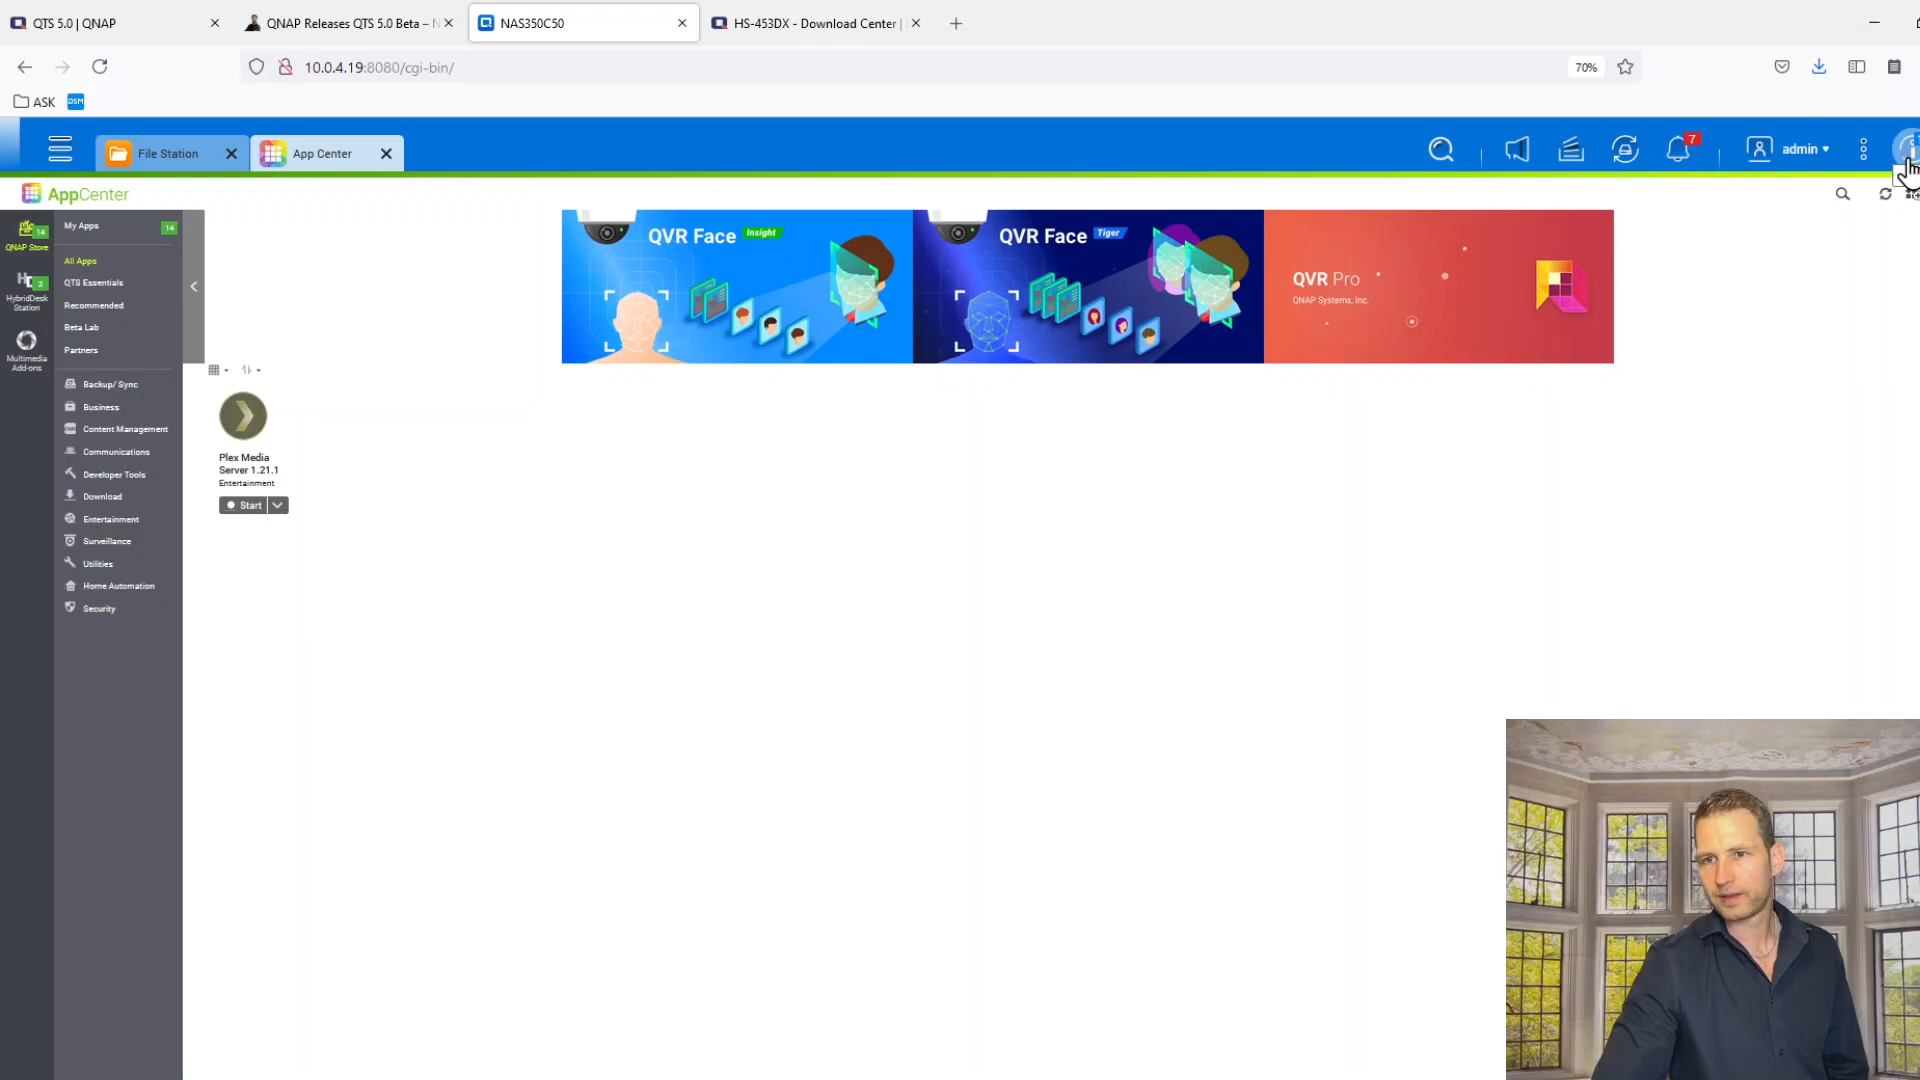 QTS 5.0 | QNAP
QNAP Releases QTS 5.0 Beta – N
NAS350C50
HS-453DX - Download Center |
10.0.4.19:8080/cgi-bin/
70%
ASK
DSM
File Station
App Center
7
admin
AppCenter
14
QNAP Store
2
HybridDesk
Station
Multimedia
Add-ons
My Apps
14
All Apps
QTS Essentials
Recommended
Beta Lab
Partners
Backup/ Sync
Business
Content Management
Communications
Developer Tools
Download
Entertainment
Surveillance
Utilities
Home Automation
Security
QVR Face Insight
QVR Face Tiger
QVR Pro
QNAP Systems, Inc.
Plex Media
Server 1.21.1
Entertainment
Start